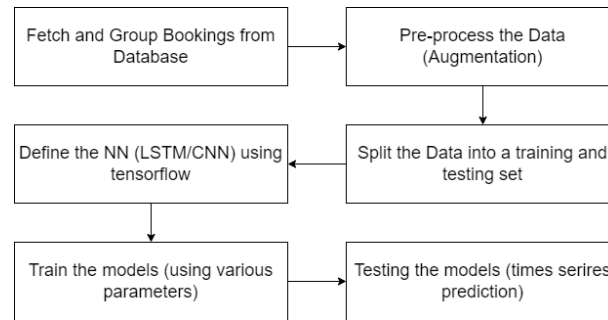 Fetch and Group Bookings from
Database
Pre-process the Data
(Augmentation)
Split the Data into a training and
testing set
Define the NN (LSTM/CNN) using
tensorflow
Train the models (using various
parameters)
Testing the models (times serires
prediction)